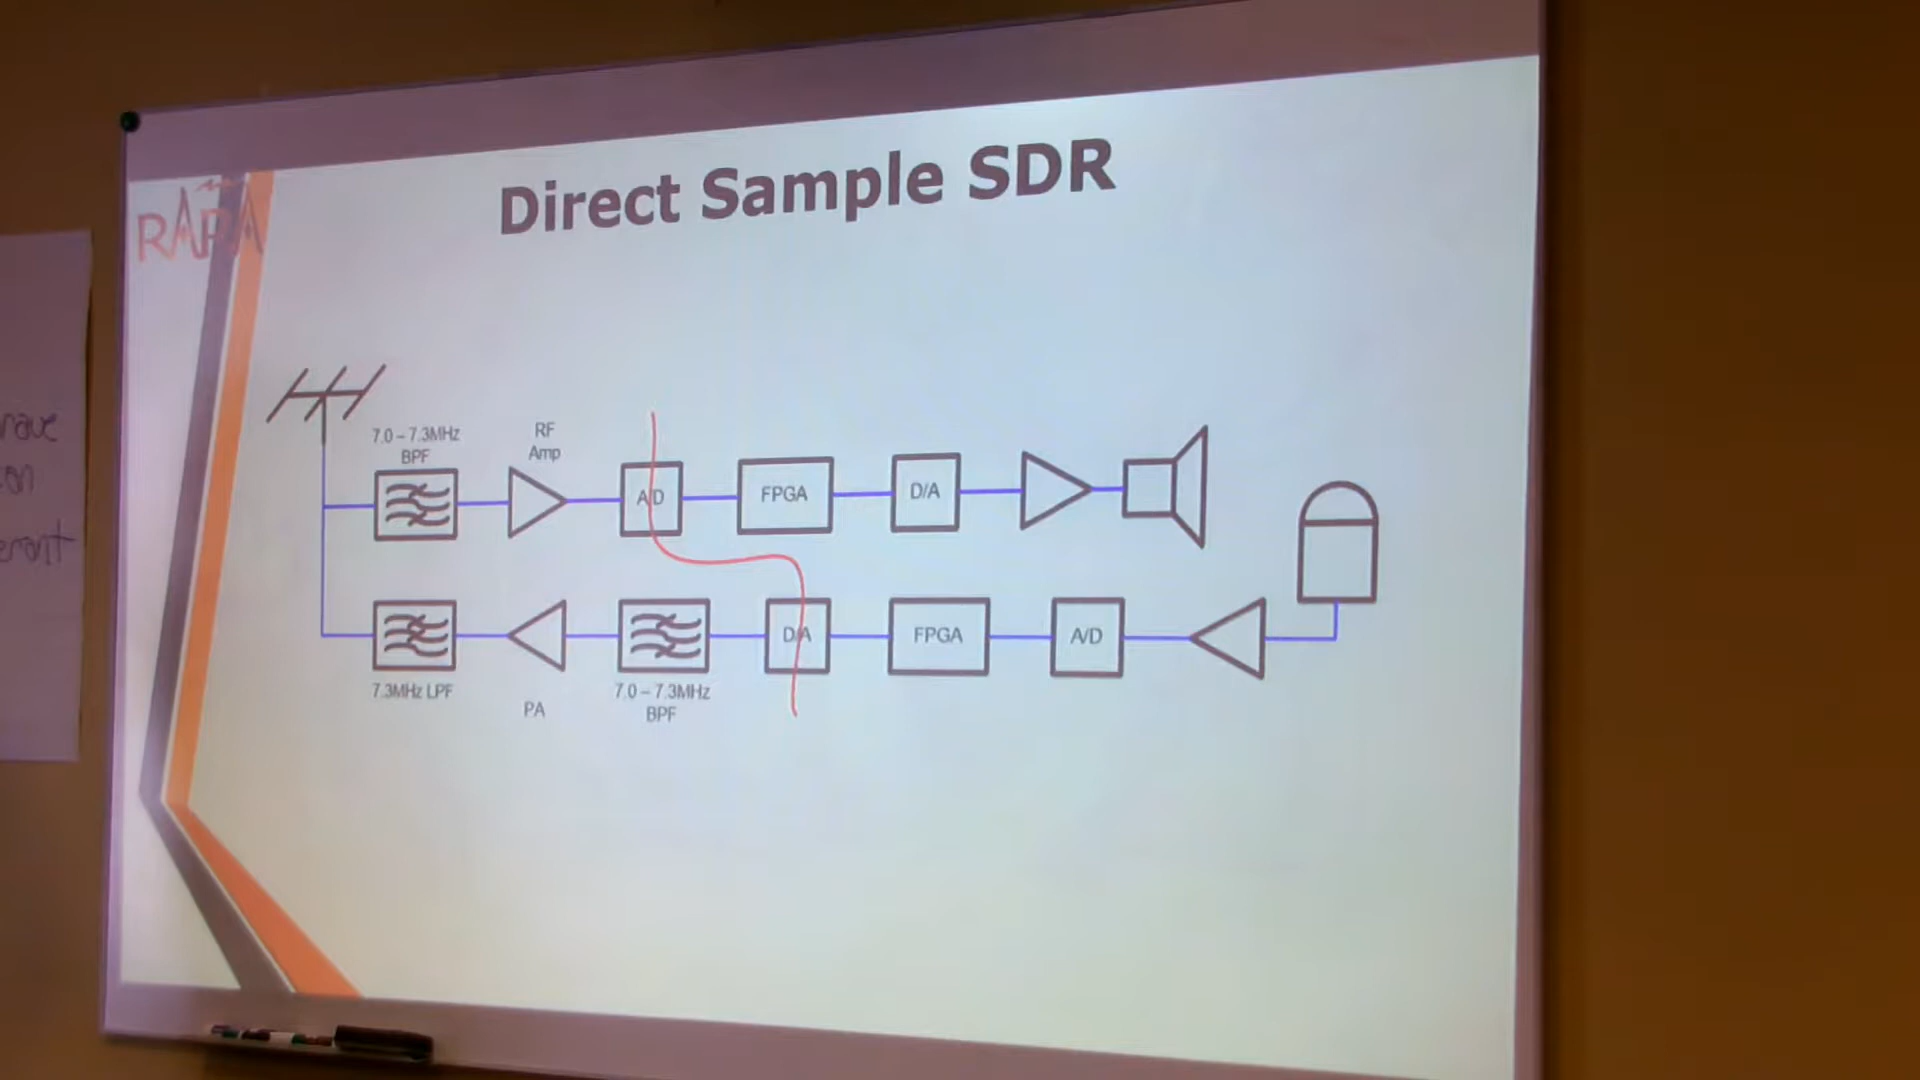 RAPA
Direct Sample SDR
7.0 – 7.3MHz
BPF
RF
Amp
A/D
FPGA
D/A
D/A
FPGA
A/D
7.3MHz LPF
PA
7.0 – 7.3MHz
BPF
on